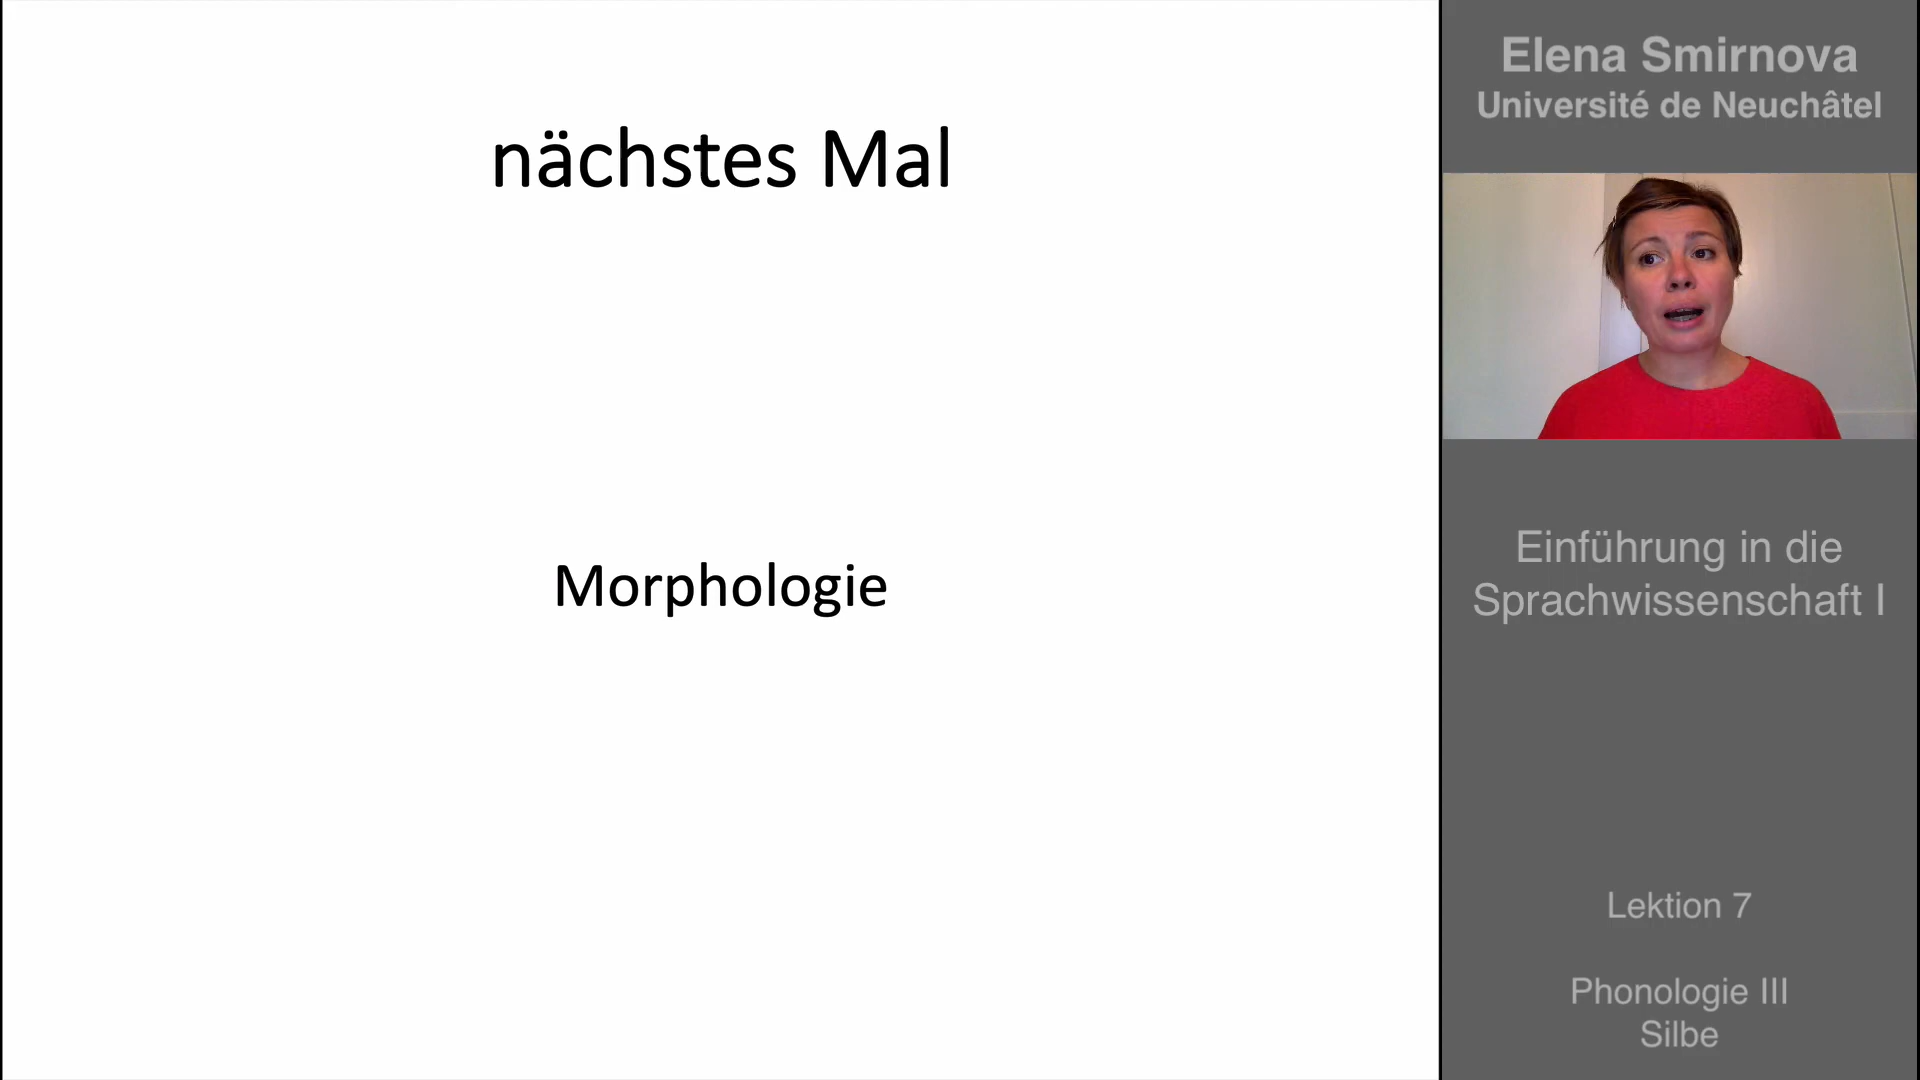 nächstes Mal
Morphologie
Elena Smirnova
Université de Neuchâtel
Einführung in die
Sprachwissenschaft I
Lektion 7
Phonologie III
Silbe